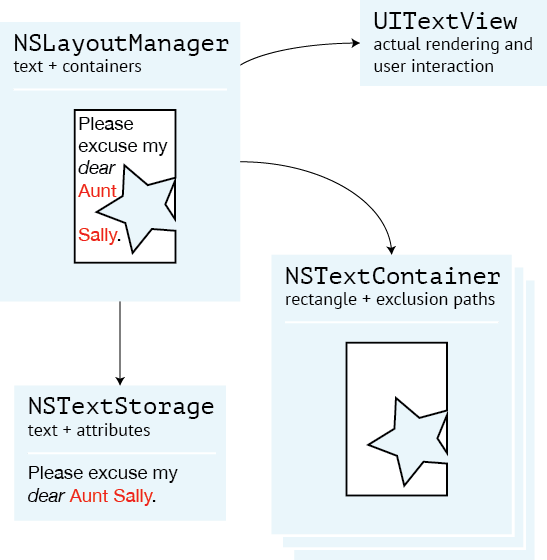 NSLayoutManager
text + containers
Please
excuse my
dear
Aunt
Sally.
UITextView
actual rendering and
user interaction
NSTextContainer
rectangle + exclusion paths
NSTextStorage
text + attributes
Please excuse my
dear Aunt Sally.